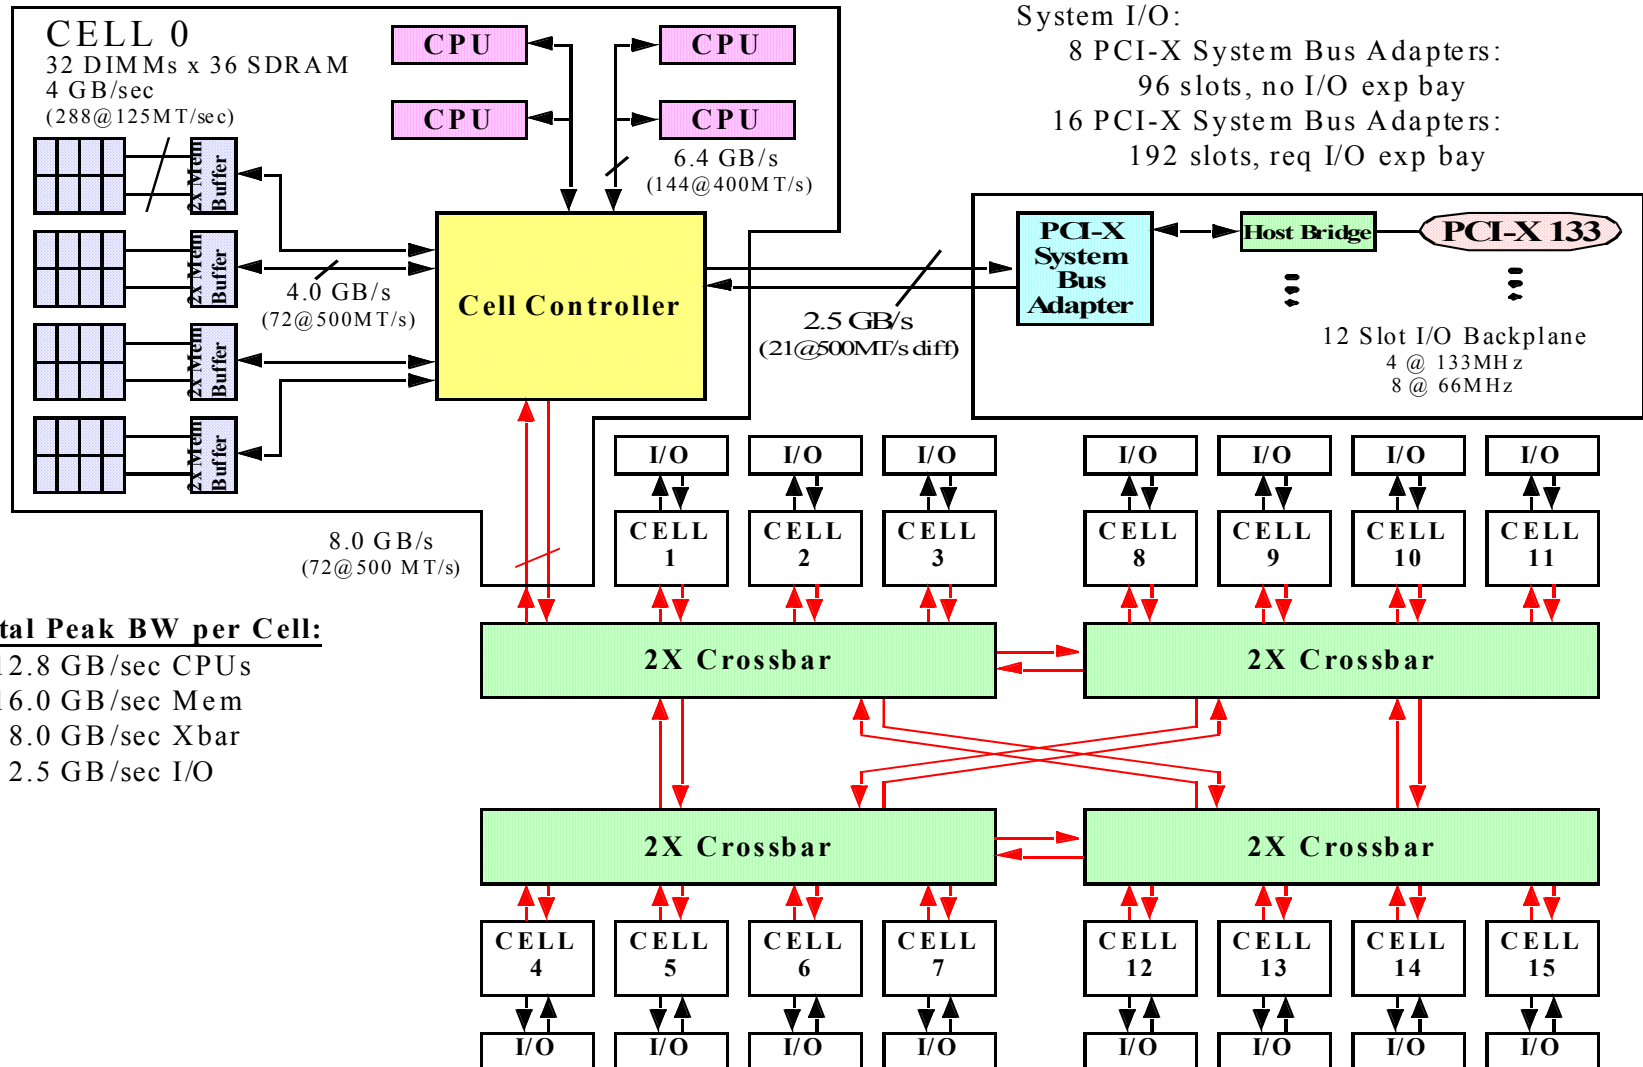 CELL 0
32 DIMMs x 36 SDRAM
4 GB/sec
(288@125MT/sec)
CPU
CPU
CPU
CPU
6.4 GB/s
(144@400MT/s)
2x Mem
Buffer
2x Mem
Buffer
2x Mem
Buffer
2x Mem
Buffer
4.0 GB/s
(72@500MT/s)
Cell Controller
System I/O:
8 PCI-X System Bus Adapters:
96 slots, no I/O exp bay
16 PCI-X System Bus Adapters:
192 slots, req I/O exp bay
PCI-X
System
Bus
Adapter
Host Bridge
PCI-X 133
2.5 GB/s
(21@500MT/s diff)
12 Slot I/O Backplane
4 @ 133MHz
8 @ 66MHz
8.0 GB/s
(72@500 MT/s)
I/O
I/O
I/O
I/O
I/O
I/O
I/O
CELL
1
CELL
2
CELL
3
CELL
8
CELL
9
CELL
10
CELL
11
tal Peak BW per Cell:
12.8 GB/sec CPUs
16.0 GB/sec Mem
8.0 GB/sec Xbar
2.5 GB/sec I/O
2X Crossbar
2X Crossbar
2X Crossbar
2X Crossbar
CELL
4
CELL
5
CELL
6
CELL
7
CELL
12
CELL
13
CELL
14
CELL
15
I/O
I/O
I/O
I/O
I/O
I/O
I/O
I/O